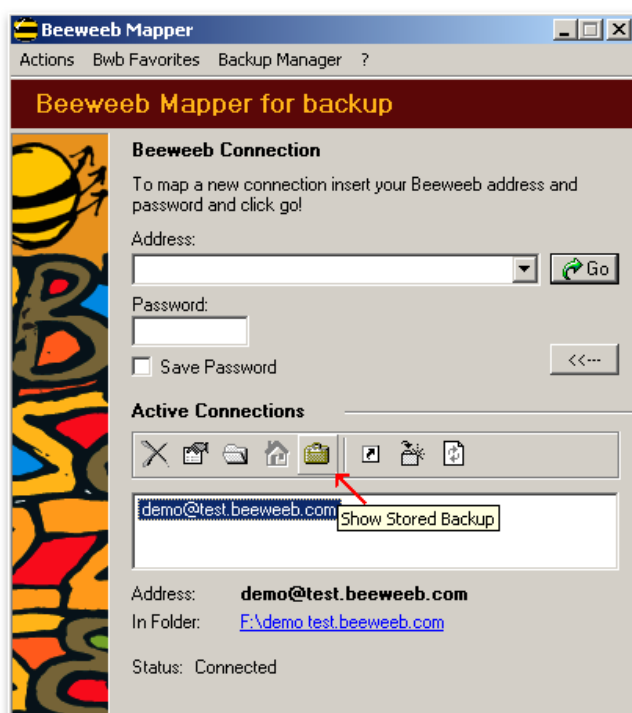 Beeweeb Mapper
Actions Bwb Favorites Backup Manager ?
Beeweeb Mapper for backup
Beeweeb Connection
To map a new connection insert your Beeweeb address and
password and click go!
Address:
Go
Password:
Save Password
<<---
Active Connections
demo@test.beeweeb.com
Show Stored Backup
Address: demo@test.beeweeb.com
In Folder: F:\demo test.beeweeb.com
Status: Connected